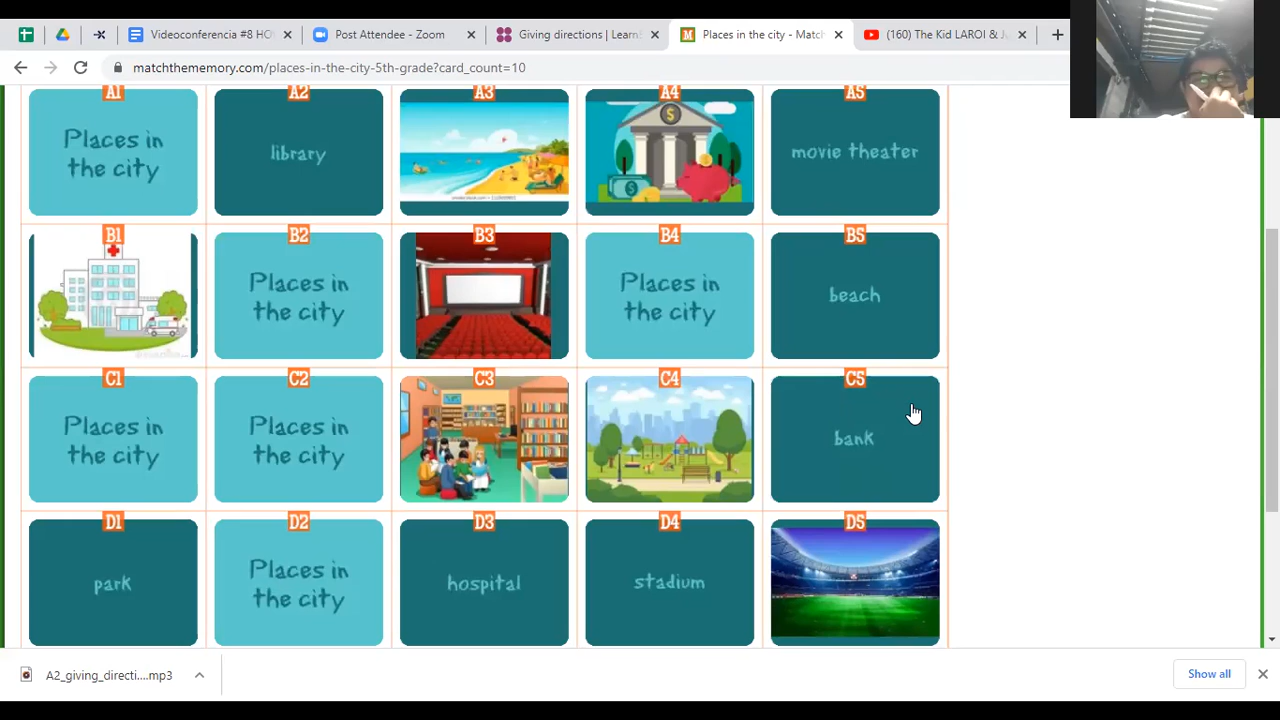 Videoconferencia #8 HO
Post Attendee - Zoom
Giving directions | Learn
Places in the city - Matc
(160) The Kid LAROI & J
matchthememory.com/places-in-the-city-5th-grade?card_count=10
A1
A2
A3
A4
A5
Places in
the city
library
movie theater
B1
B2
B3
B4
B5
Places in
the city
Places in
the city
beach
C1
C2
C3
C4
C5
Places in
the city
Places in
the city
bank
D1
D2
D3
D4
D5
park
Places in
the city
hospital
stadium
A2_giving_directi....mp3
Show all